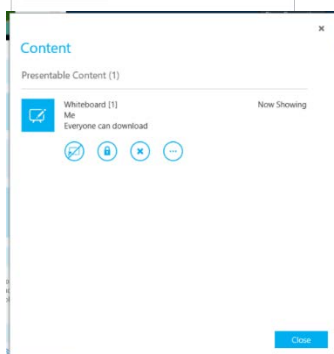 Content
Presentable Content (1)
Whiteboard [1]
Now Showing
Me
Everyone can download
Close